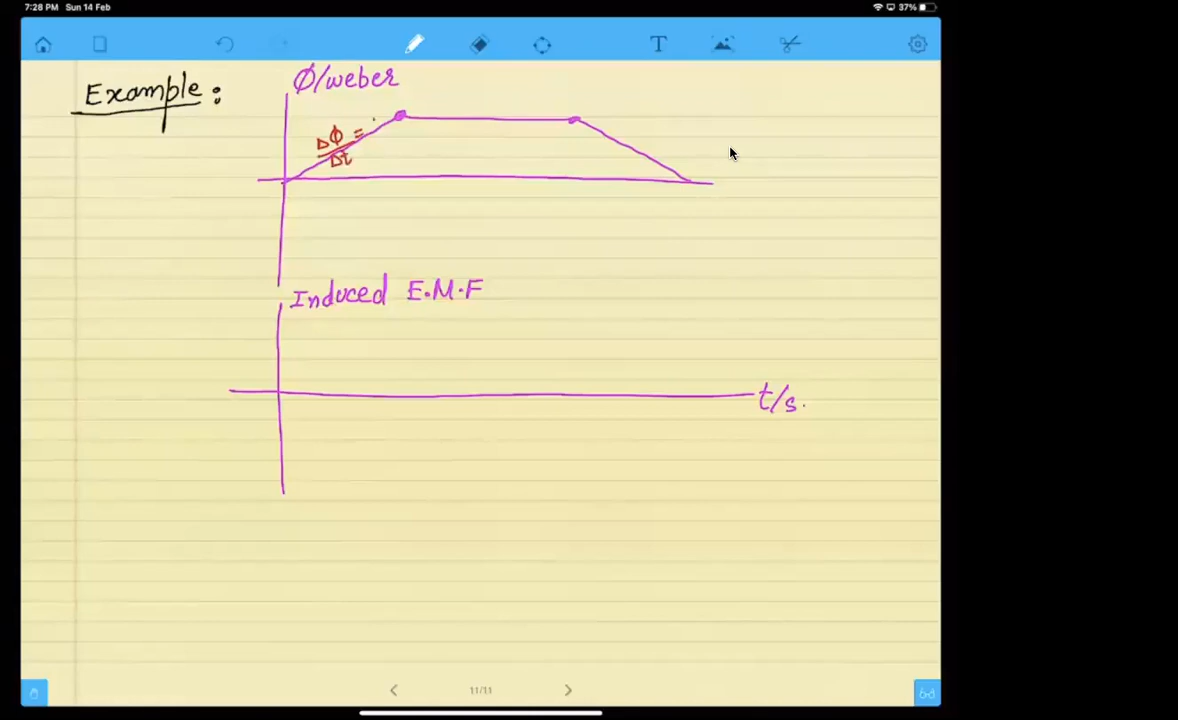 7:28 PM Sun 14 Feb
37%
T
Example:
Φ/weber
ΔΦ/Δt =
Induced E.M.F
t/s.
11/11